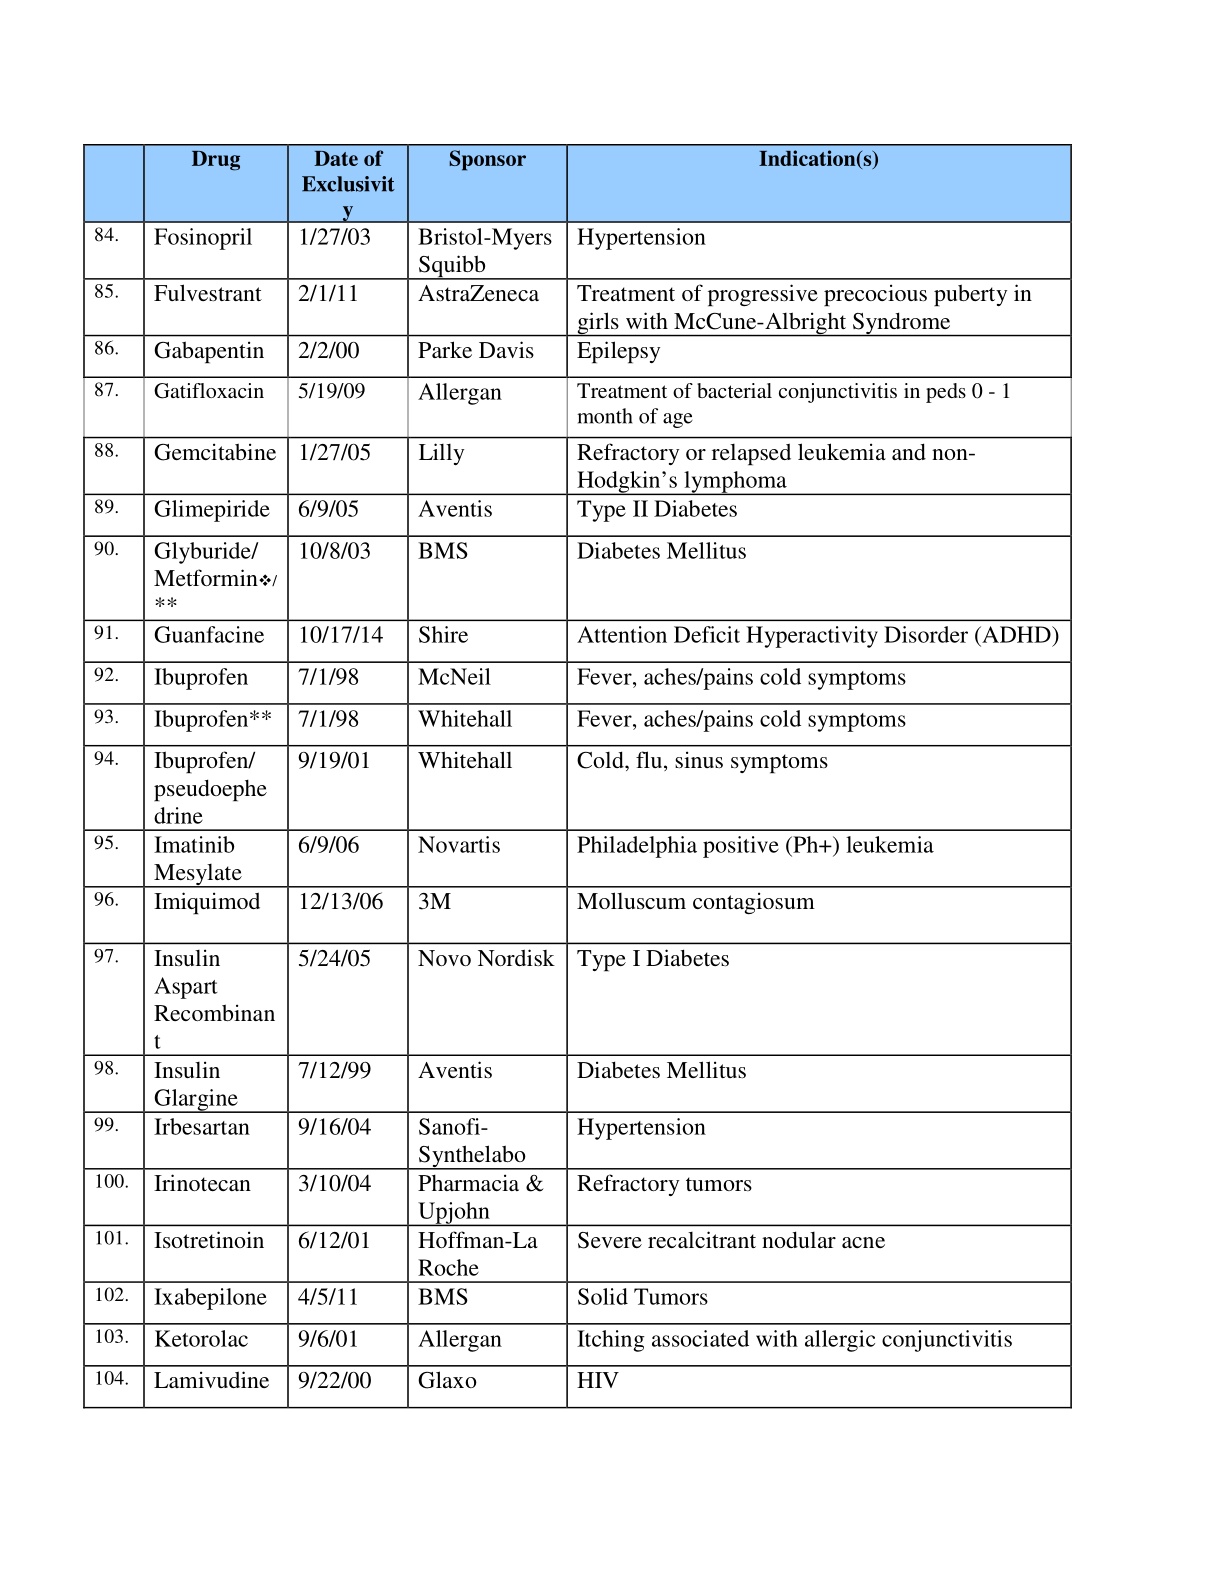 Drug Date of Exclusivit y Sponsor Indication(s)
84. Fosinopril 1/27/03 Bristol-Myers Hypertension
Squibb
85. Fulvestrant 2/1/11 AstraZeneca Treatment of progressive precocious puberty in
girls with McCune-Albright Syndrome
86. Gabapentin 2/2/00 Parke Davis Epilepsy
87. Gatifloxacin 5/19/09 Allergan Treatment of bacterial conjunctivitis in peds 0 - 1
month of age
88. Gemcitabine 1/27/05 Lilly Refractory or relapsed leukemia and non-
Hodgkin’s lymphoma
89. Glimepiride 6/9/05 Aventis Type II Diabetes
90. Glyburide/ 10/8/03 BMS Diabetes Mellitus
Metformin❖/
**
91. Guanfacine 10/17/14 Shire Attention Deficit Hyperactivity Disorder (ADHD)
92. Ibuprofen 7/1/98 McNeil Fever, aches/pains cold symptoms
93. Ibuprofen** 7/1/98 Whitehall Fever, aches/pains cold symptoms
94. Ibuprofen/ 9/19/01 Whitehall Cold, flu, sinus symptoms
pseudoephe
drine
95. Imatinib 6/9/06 Novartis Philadelphia positive (Ph+) leukemia
Mesylate
96. Imiquimod 12/13/06 3M Molluscum contagiosum
97. Insulin 5/24/05 Novo Nordisk Type I Diabetes
Aspart
Recombinan
t
98. Insulin 7/12/99 Aventis Diabetes Mellitus
Glargine
99. Irbesartan 9/16/04 Sanofi- Hypertension
Synthelabo
100. Irinotecan 3/10/04 Pharmacia & Refractory tumors
Upjohn
101. Isotretinoin 6/12/01 Hoffman-La Severe recalcitrant nodular acne
Roche
102. Ixabepilone 4/5/11 BMS Solid Tumors
103. Ketorolac 9/6/01 Allergan Itching associated with allergic conjunctivitis
104. Lamivudine 9/22/00 Glaxo HIV